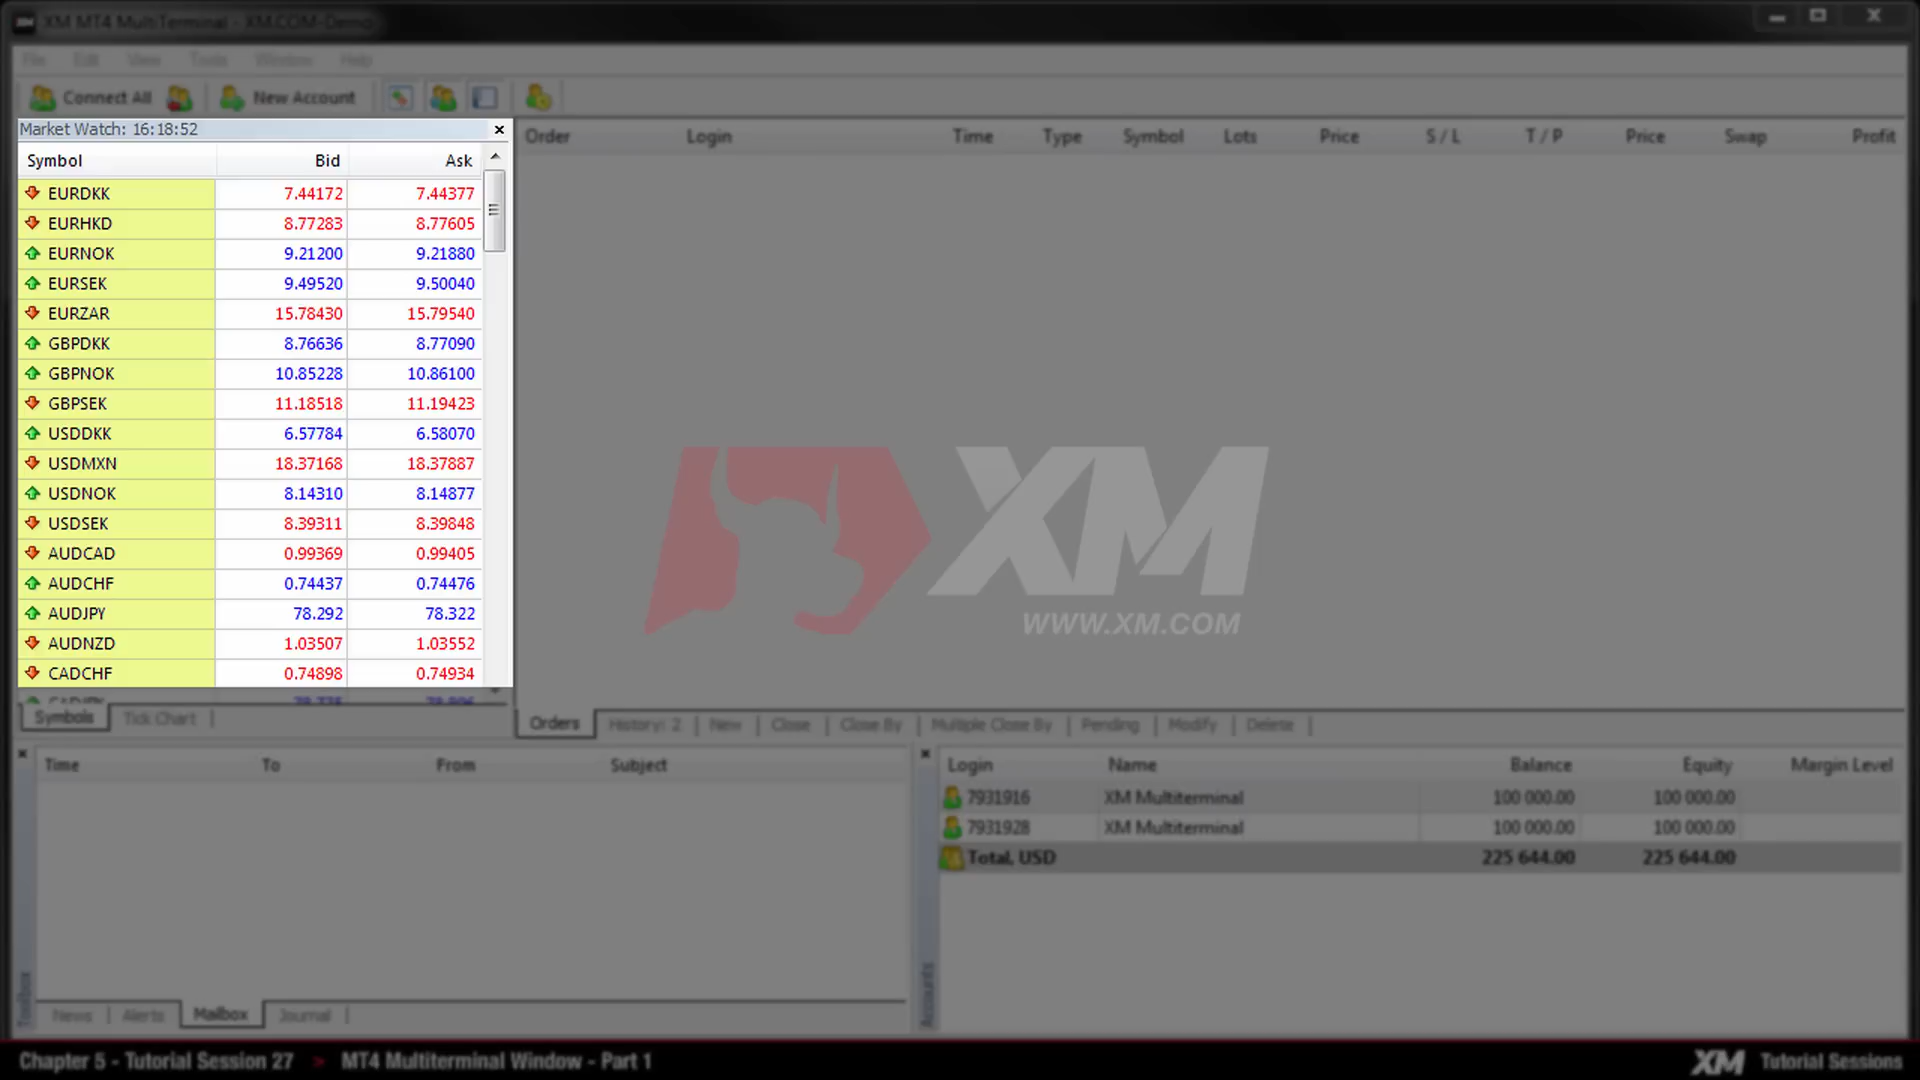 XM MT4 MultiTerminal - XM.COM-Demo
File Edit View Tools Window Help
Connect All New Account
Market Watch: 16:18:52
Symbol Bid Ask
EURDKK 7.44172 7.44377
EURHKD 8.77283 8.77605
EURNOK 9.21200 9.21880
EURSEK 9.49520 9.50040
EURZAR 15.78430 15.79540
GBPDKK 8.76636 8.77090
GBPNOK 10.85228 10.86100
GBPSEK 11.18518 11.19423
USDDKK 6.57784 6.58070
USDMXN 18.37168 18.37887
USDNOK 8.14310 8.14877
USDSEK 8.39311 8.39848
AUDCAD 0.99369 0.99405
AUDCHF 0.74437 0.74476
AUDJPY 78.292 78.322
AUDNZD 1.03507 1.03552
CADCHF 0.74898 0.74934
Symbols Tick Chart
Order Login Time Type Symbol Lots Price S / L T / P Price Swap Profit
XM
WWW.XM.COM
Orders History: 2 New Close Close By Multiple Close By Pending Modify Delete
Time To From Subject
Toolbox
News Alerts Mailbox Journal
Login Name Balance Equity Margin Level
7931916 XM Multiterminal 100 000.00 100 000.00
7931928 XM Multiterminal 100 000.00 100 000.00
Total, USD 225 644.00 225 644.00
Accounts
Chapter 5 - Tutorial Session 27 > MT4 Multiterminal Window - Part 1
XM Tutorial Sessions